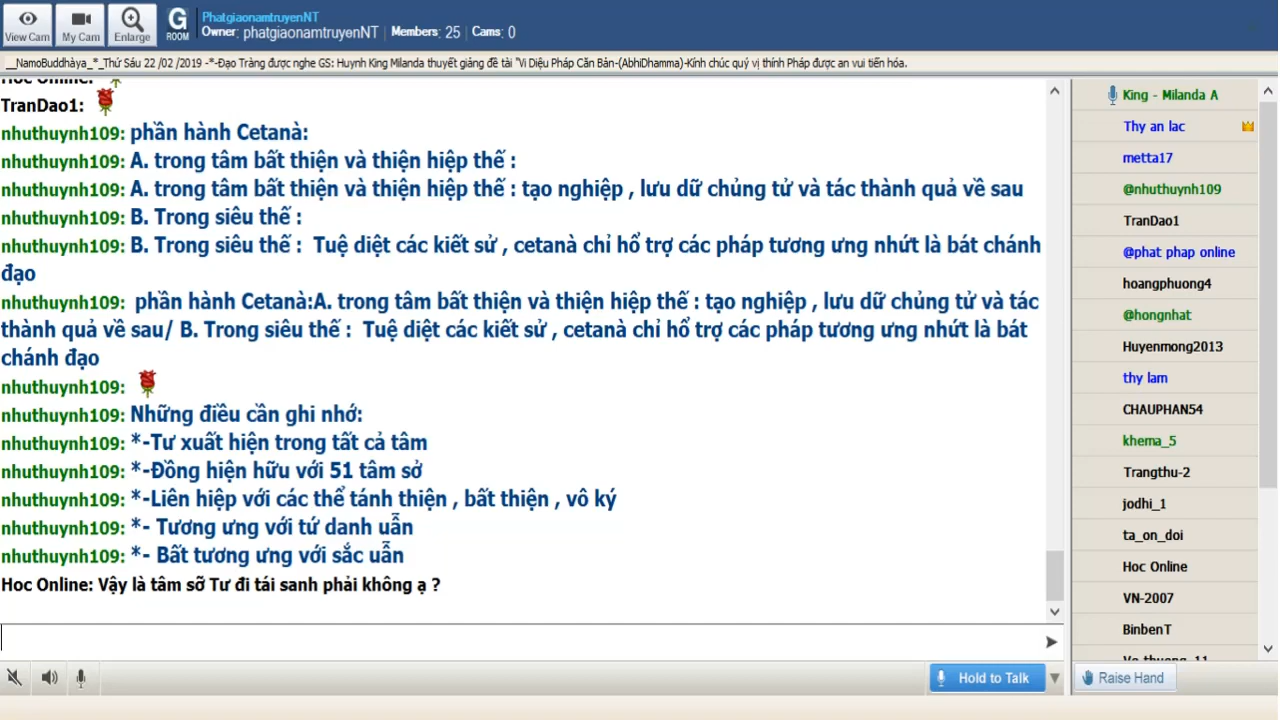 View Cam
My Cam
Enlarge
G
ROOM
PhatgiaonamtruyenNT
Owner: phatgiaonamtruyenNT | Members: 25 | Cams: 0
__NamoBuddhàya_*_Thứ Sáu 22 /02 /2019 -*-Đạo Tràng được nghe GS: Huynh King Milanda thuyết giảng đề tài "Vi Diệu Pháp Căn Bản-(AbhiDhamma)-Kính chúc quý vị thính Pháp được an vui tiến hóa.
Hoc Online:
TranDao1:
nhuthuynh109: phần hành Cetanà:
nhuthuynh109: A. trong tâm bất thiện và thiện hiệp thế :
nhuthuynh109: A. trong tâm bất thiện và thiện hiệp thế : tạo nghiệp , lưu dữ chủng tử và tác thành quả về sau
nhuthuynh109: B. Trong siêu thế :
nhuthuynh109: B. Trong siêu thế :  Tuệ diệt các kiết sử , cetanà chỉ hổ trợ các pháp tương ưng nhứt là bát chánh
đạo
nhuthuynh109:  phần hành Cetanà:A. trong tâm bất thiện và thiện hiệp thế : tạo nghiệp , lưu dữ chủng tử và tác
thành quả về sau/ B. Trong siêu thế :  Tuệ diệt các kiết sử , cetanà chỉ hổ trợ các pháp tương ưng nhứt là bát
chánh đạo
nhuthuynh109:
nhuthuynh109: Những điều cần ghi nhớ:
nhuthuynh109: *-Tư xuất hiện trong tất cả tâm
nhuthuynh109: *-Đồng hiện hữu với 51 tâm sở
nhuthuynh109: *-Liên hiệp với các thể tánh thiện , bất thiện , vô ký
nhuthuynh109: *- Tương ưng với tứ danh uẫn
nhuthuynh109: *- Bất tương ưng với sắc uẫn
Hoc Online: Vậy là tâm sỡ Tư đi tái sanh phải không ạ ?
Hold to Talk
King - Milanda A
Thy an lac
metta17
@nhuthuynh109
TranDao1
@phat phap online
hoangphuong4
@hongnhat
Huyenmong2013
thy lam
CHAUPHAN54
khema_5
Trangthu-2
jodhi_1
ta_on_doi
Hoc Online
VN-2007
BinbenT
Raise Hand